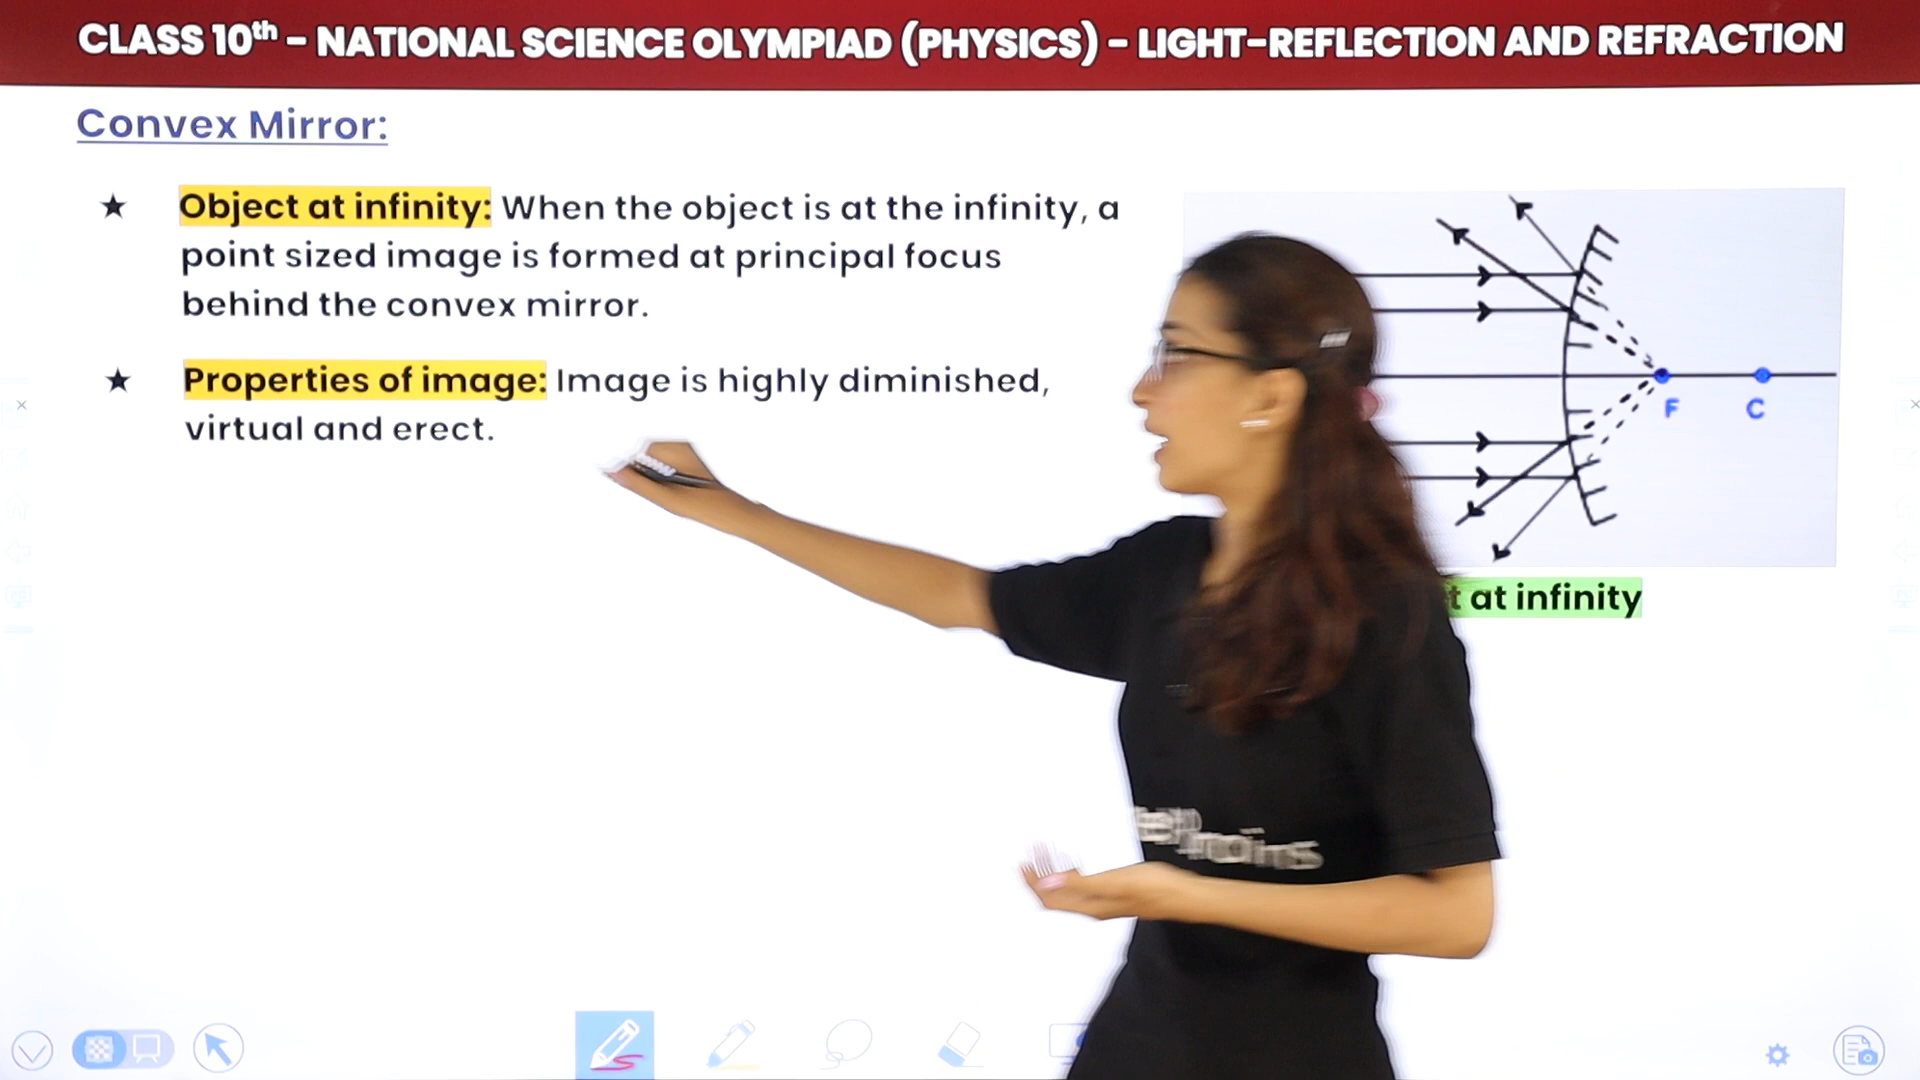 CLASS 10th - NATIONAL SCIENCE OLYMPIAD (PHYSICS) - LIGHT-REFLECTION AND REFRACTION
Convex Mirror:
★ Object at infinity: When the object is at the infinity, a
point sized image is formed at principal focus
behind the convex mirror.
★ Properties of image: Image is highly diminished,
virtual and erect.
F C
at infinity